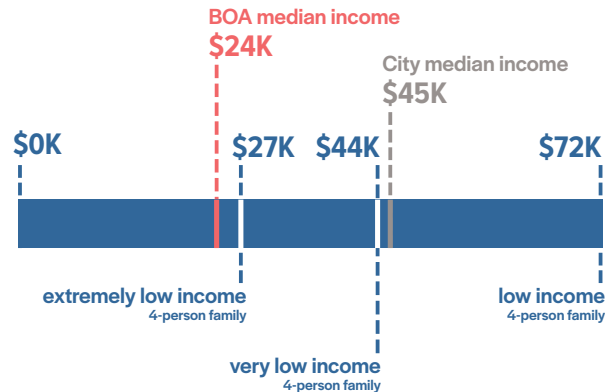 BOA median income
$24K
City median income
$45K
$0K
$27K
$44K
$72K
extremely low income
4-person family
low income
4-person family
very low income
4-person family